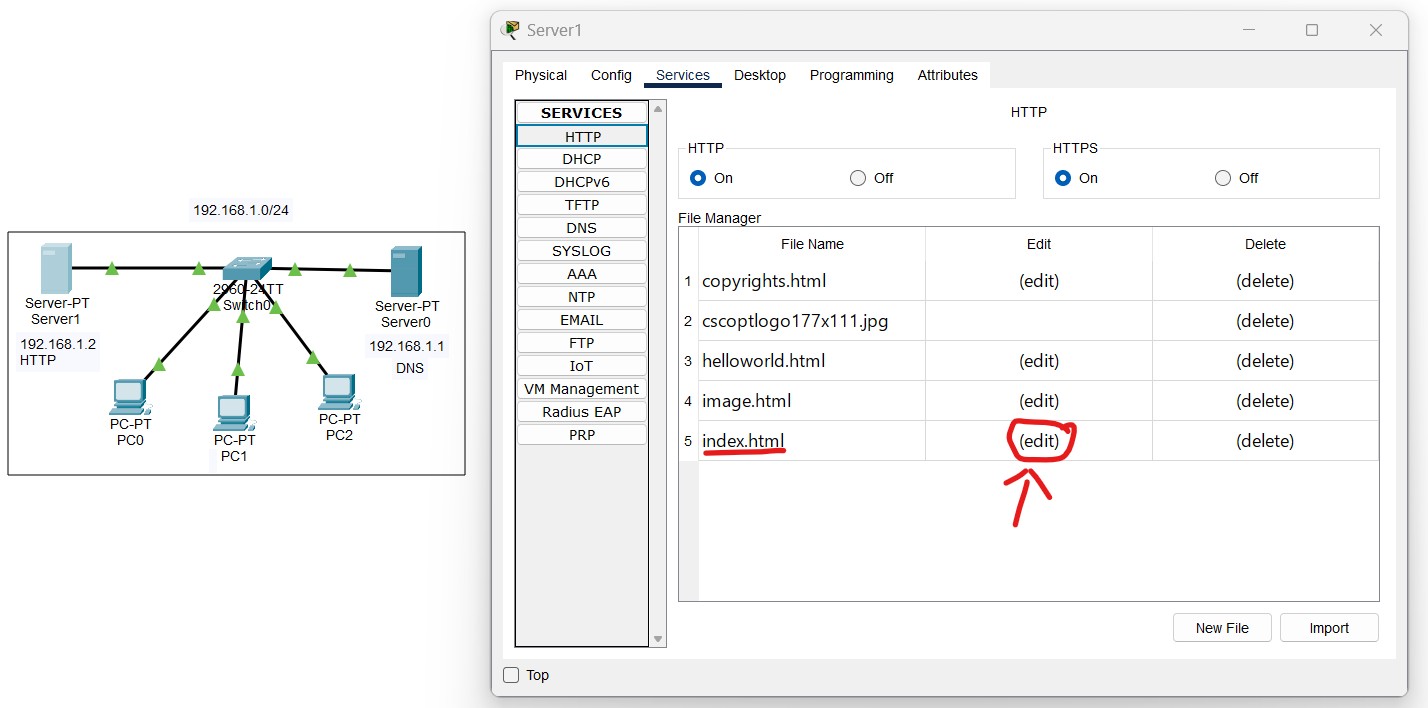 192.168.1.0/24
Server-PT
Server1
192.168.1.2
HTTP
2960-24TT
Switch0
Server-PT
Server0
192.168.1.1
DNS
PC-PT
PC0
PC-PT
PC1
PC-PT
PC2
Server1
Physical Config Services Desktop Programming Attributes
SERVICES
HTTP
DHCP
DHCPv6
TFTP
DNS
SYSLOG
AAA
NTP
EMAIL
FTP
IoT
VM Management
Radius EAP
PRP
HTTP
HTTP
On Off
HTTPS
On Off
File Manager
File Name Edit Delete
1 copyrights.html (edit) (delete)
2 cscoptlogo177x111.jpg (delete)
3 helloworld.html (edit) (delete)
4 image.html (edit) (delete)
5 index.html (edit) (delete)
New File Import
Top